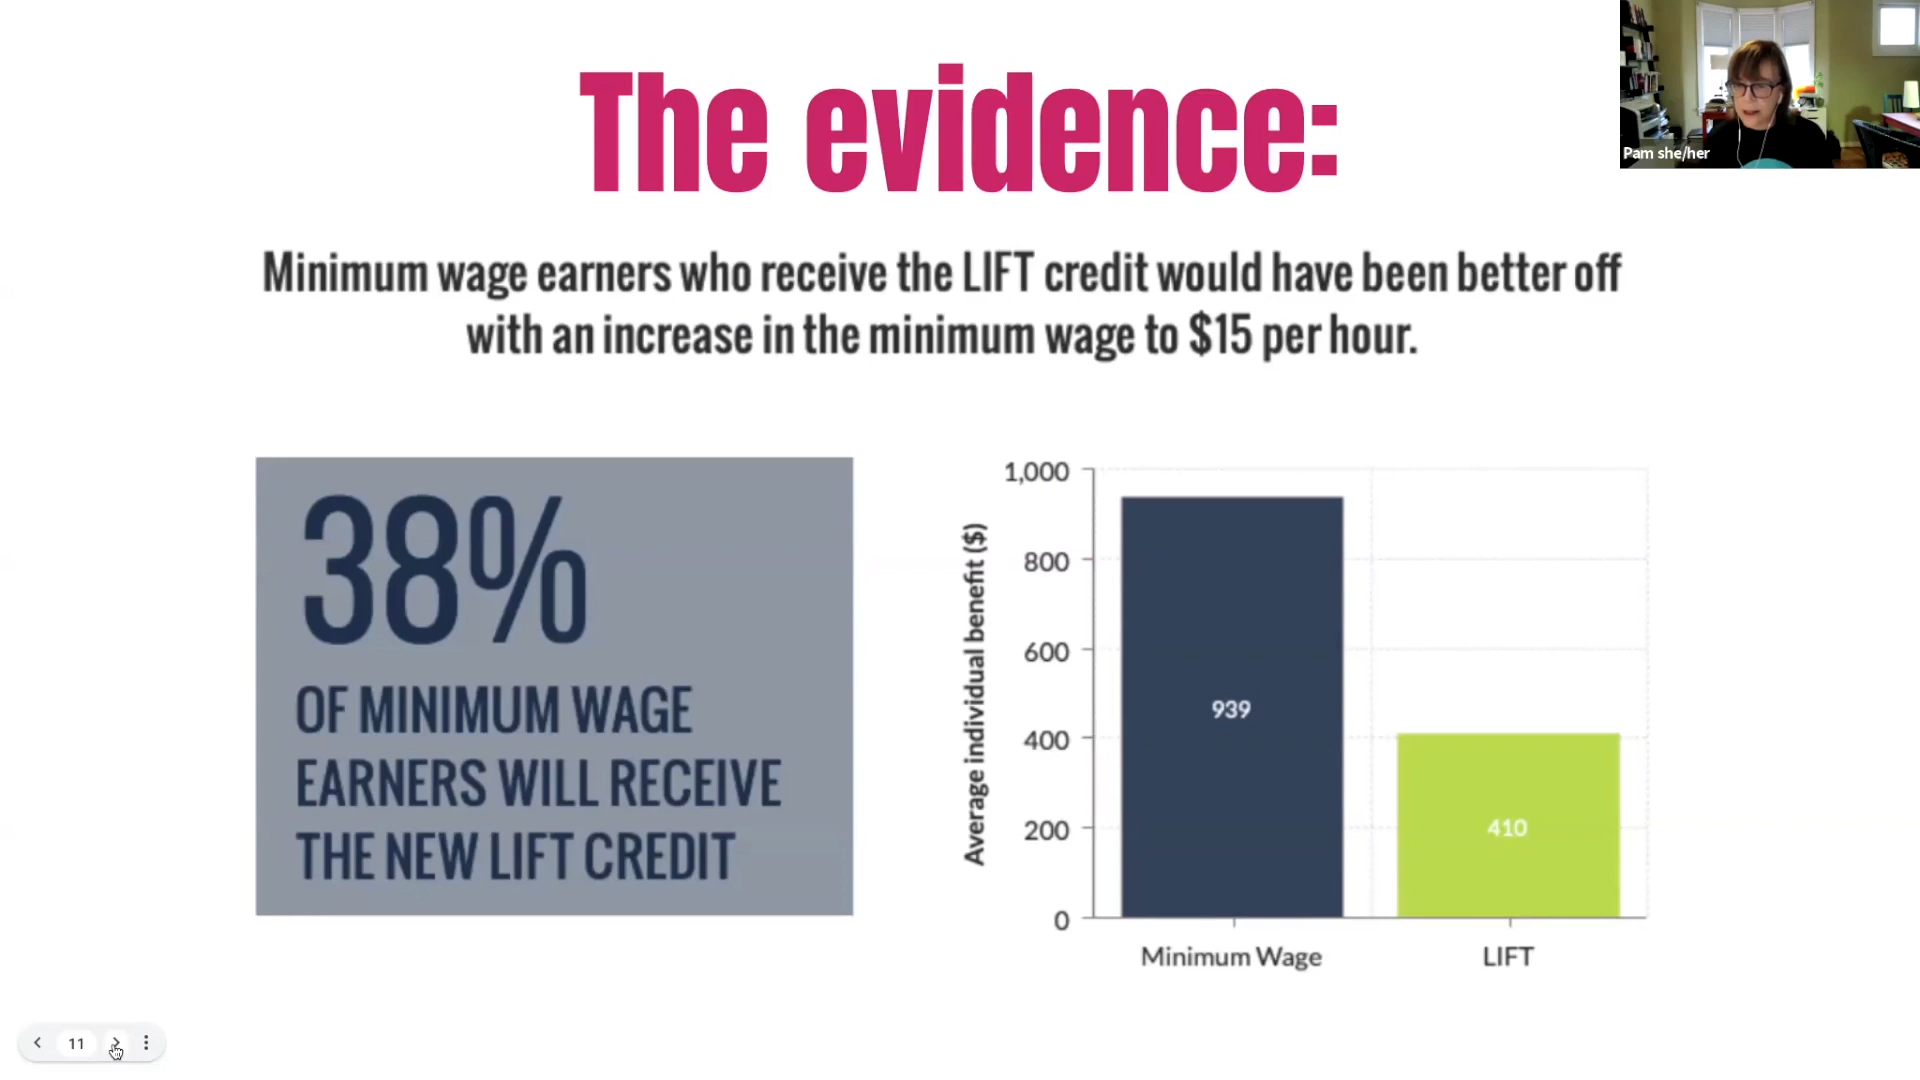 The evidence:
Pam she/her
Minimum wage earners who receive the LIFT credit would have been better off
with an increase in the minimum wage to $15 per hour.
38%
OF MINIMUM WAGE
EARNERS WILL RECEIVE
THE NEW LIFT CREDIT
Average individual benefit ($)
1,000
800
600
400
200
0
939
410
Minimum Wage
LIFT
11